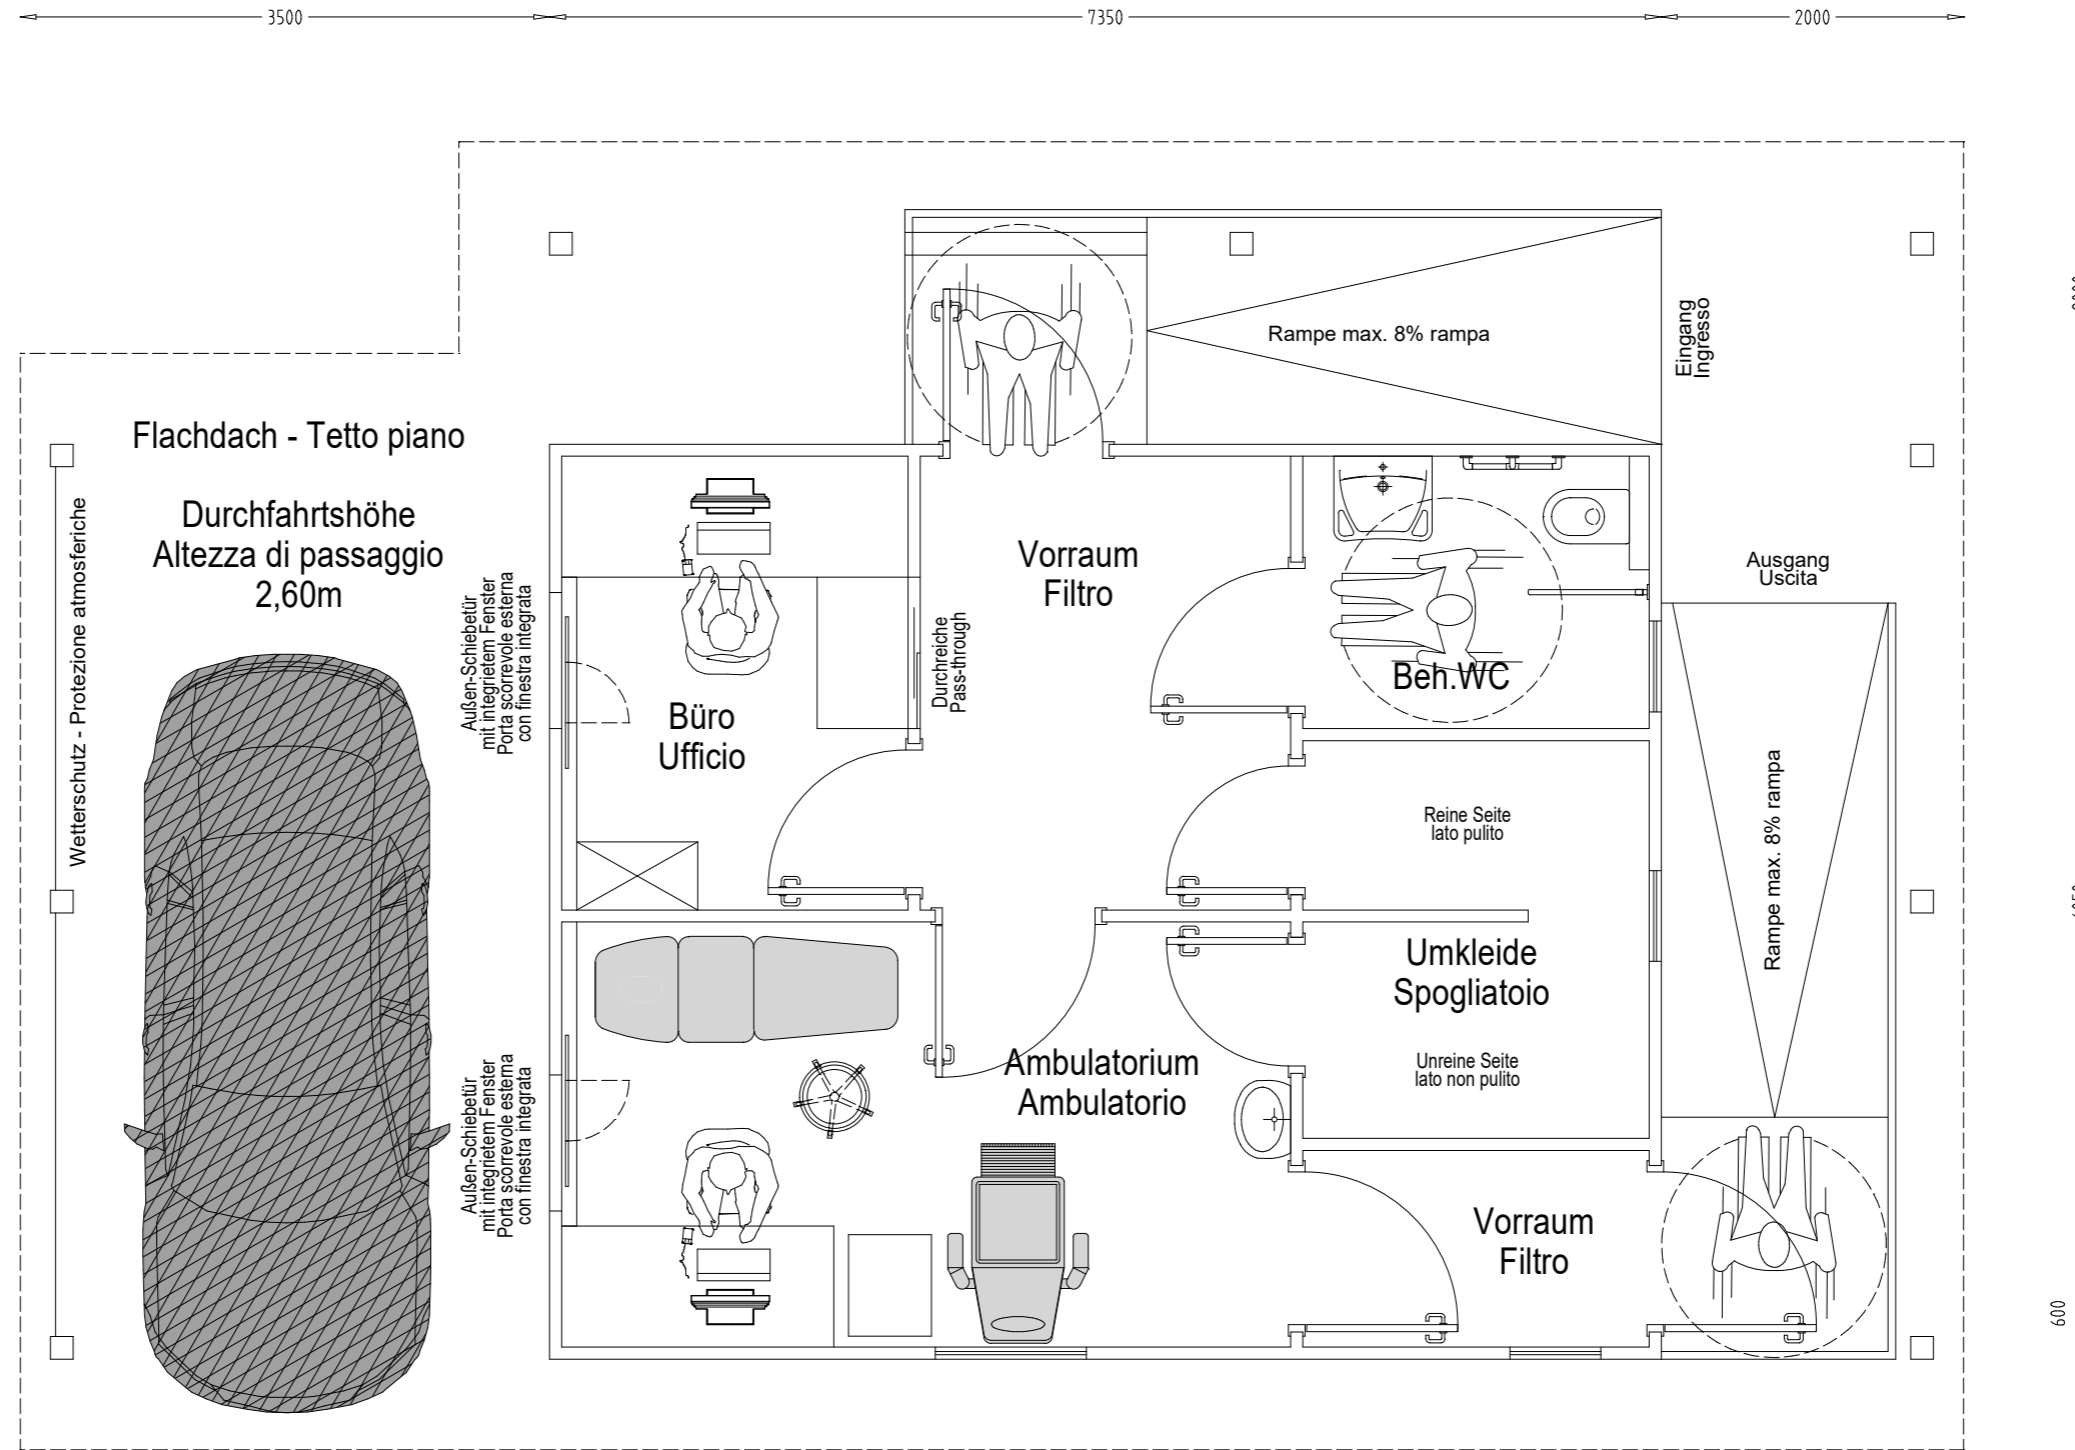 3500
7350
2000
Eingang
Ingresso
Rampe max. 8% rampa
Flachdach - Tetto piano
Durchfahrtshöhe
Altezza di passaggio
2,60m
Wetterschutz - Protezione atmosferiche
Außen-Schiebetür
mit integrietem Fenster
Porta scorrevole esterna
con finestra integrata
Durchreiche
Pass-through
Vorraum
Filtro
Büro
Ufficio
Beh.WC
Ausgang
Uscita
Reine Seite
lato pulito
Rampe max. 8% rampa
Umkleide
Spogliatoio
Unreine Seite
lato non pulito
Außen-Schiebetür
mit integrietem Fenster
Porta scorrevole esterna
con finestra integrata
Ambulatorium
Ambulatorio
Vorraum
Filtro
600